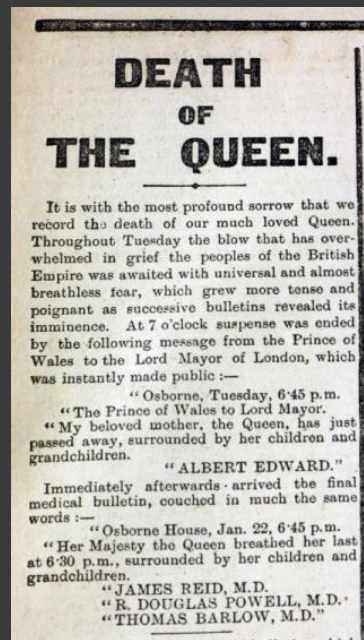 DEATH
OF
THE QUEEN.
It is with the most profound sorrow that we
record the death of our much loved Queen.
Throughout Tuesday the blow that has over-
whelmed in grief the peoples of the British
Empire was awaited with universal and almost
breathless fear, which grew more tense and
poignant as successive bulletins revealed its
imminence. At 7 o'clock suspense was ended
by the following message from the Prince of
Wales to the Lord Mayor of London, which
was instantly made public :—
"Osborne, Tuesday, 6·45 p.m.
"The Prince of Wales to Lord Mayor.
"My beloved mother, the Queen, has just
passed away, surrounded by her children and
grandchildren.
"ALBERT EDWARD."
Immediately afterwards · arrived the final
medical bulletin, couched in much the same
words :—
"Osborne House, Jan. 22, 6·45 p.m.
"Her Majesty the Queen breathed her last
at 6·30 p.m., surrounded by her children and
grandchildren.
"JAMES REID, M.D.
"R. DOUGLAS POWELL, M.D.
"THOMAS BARLOW, M.D."